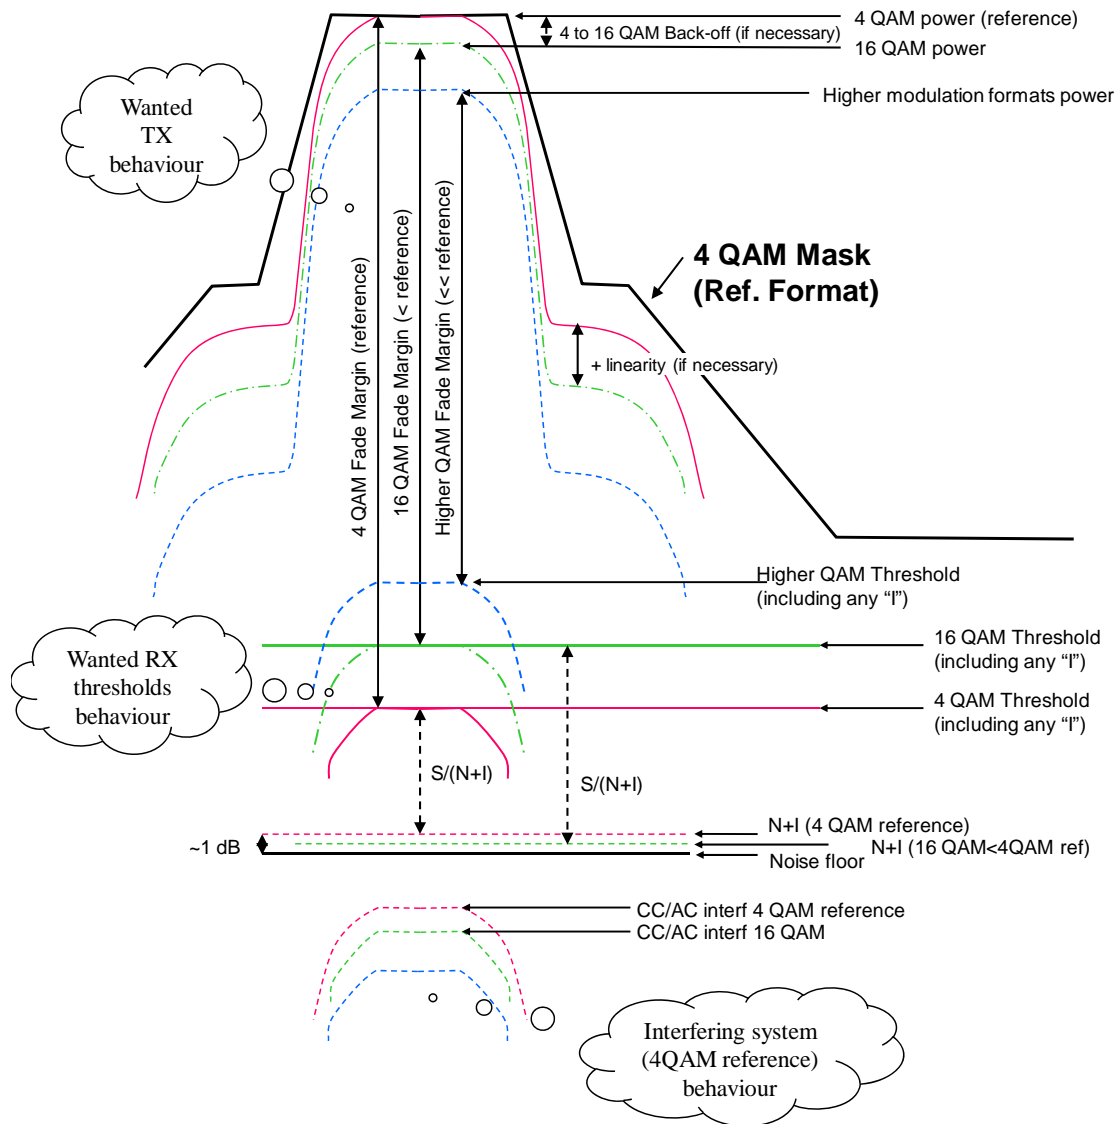 4 QAM power (reference)
4 to 16 QAM Back-off (if necessary)
16 QAM power
Higher modulation formats power
Wanted
TX
behaviour
4 QAM Mask
(Ref. Format)
4 QAM Fade Margin (reference)
16 QAM Fade Margin (< reference)
Higher QAM Fade Margin (<< reference)
+ linearity (if necessary)
Higher QAM Threshold
(including any “I”)
16 QAM Threshold
(including any “I”)
Wanted RX
thresholds
behaviour
4 QAM Threshold
(including any “I”)
S/(N+I)
S/(N+I)
N+I (4 QAM reference)
~1 dB
N+I (16 QAM<4QAM ref)
Noise floor
CC/AC interf 4 QAM reference
CC/AC interf 16 QAM
Interfering system
(4QAM reference)
behaviour